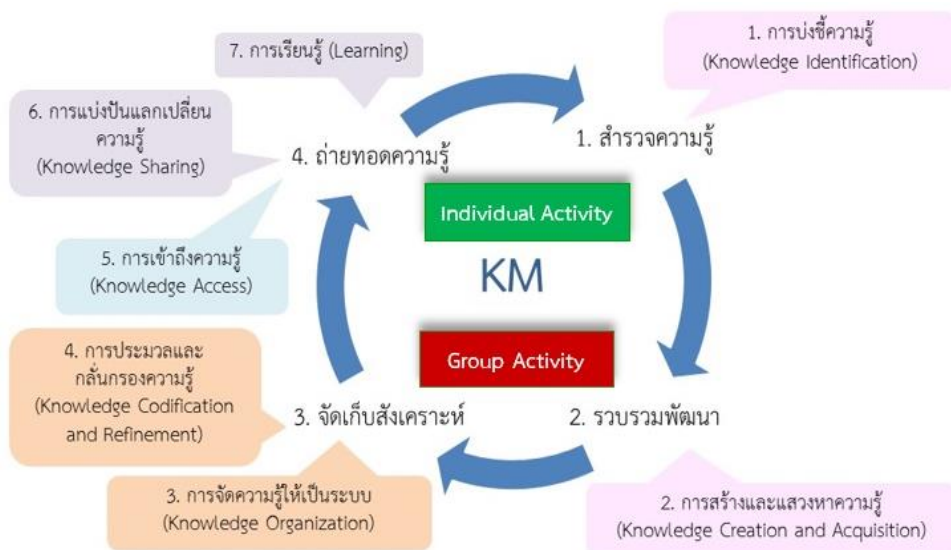 7. การเรียนรู้ (Learning)
1. การบ่งชี้ความรู้
(Knowledge Identification)
6. การแบ่งปันแลกเปลี่ยน
ความรู้
(Knowledge Sharing)
4. ถ่ายทอดความรู้
1. สำรวจความรู้
Individual Activity
5. การเข้าถึงความรู้
(Knowledge Access)
KM
4. การประมวลและ
กลั่นกรองความรู้
(Knowledge Codification
and Refinement)
Group Activity
3. จัดเก็บสังเคราะห์
2. รวบรวมพัฒนา
3. การจัดความรู้ให้เป็นระบบ
(Knowledge Organization)
2. การสร้างและแสวงหาความรู้
(Knowledge Creation and Acquisition)